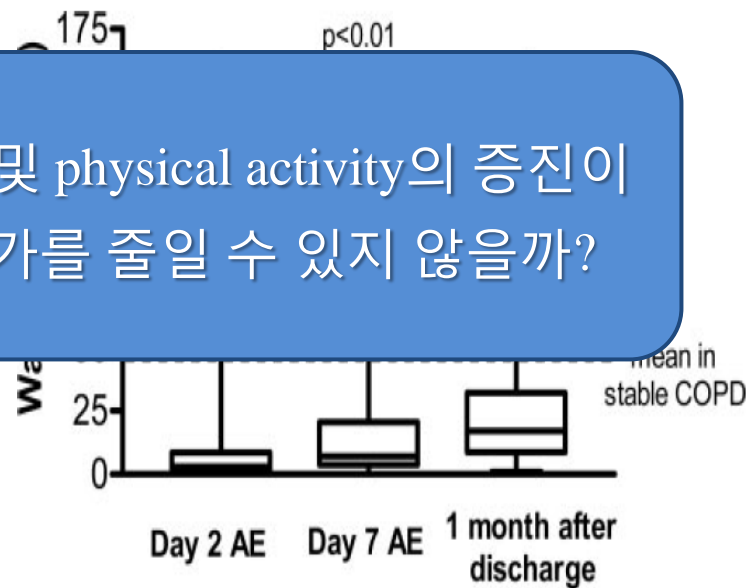 175
p<0.01
및 physical activity의 증진이
가를 줄일 수 있지 않을까?
mean in
stable COPD
25
0
Day 2 AE
Day 7 AE
1 month after
discharge